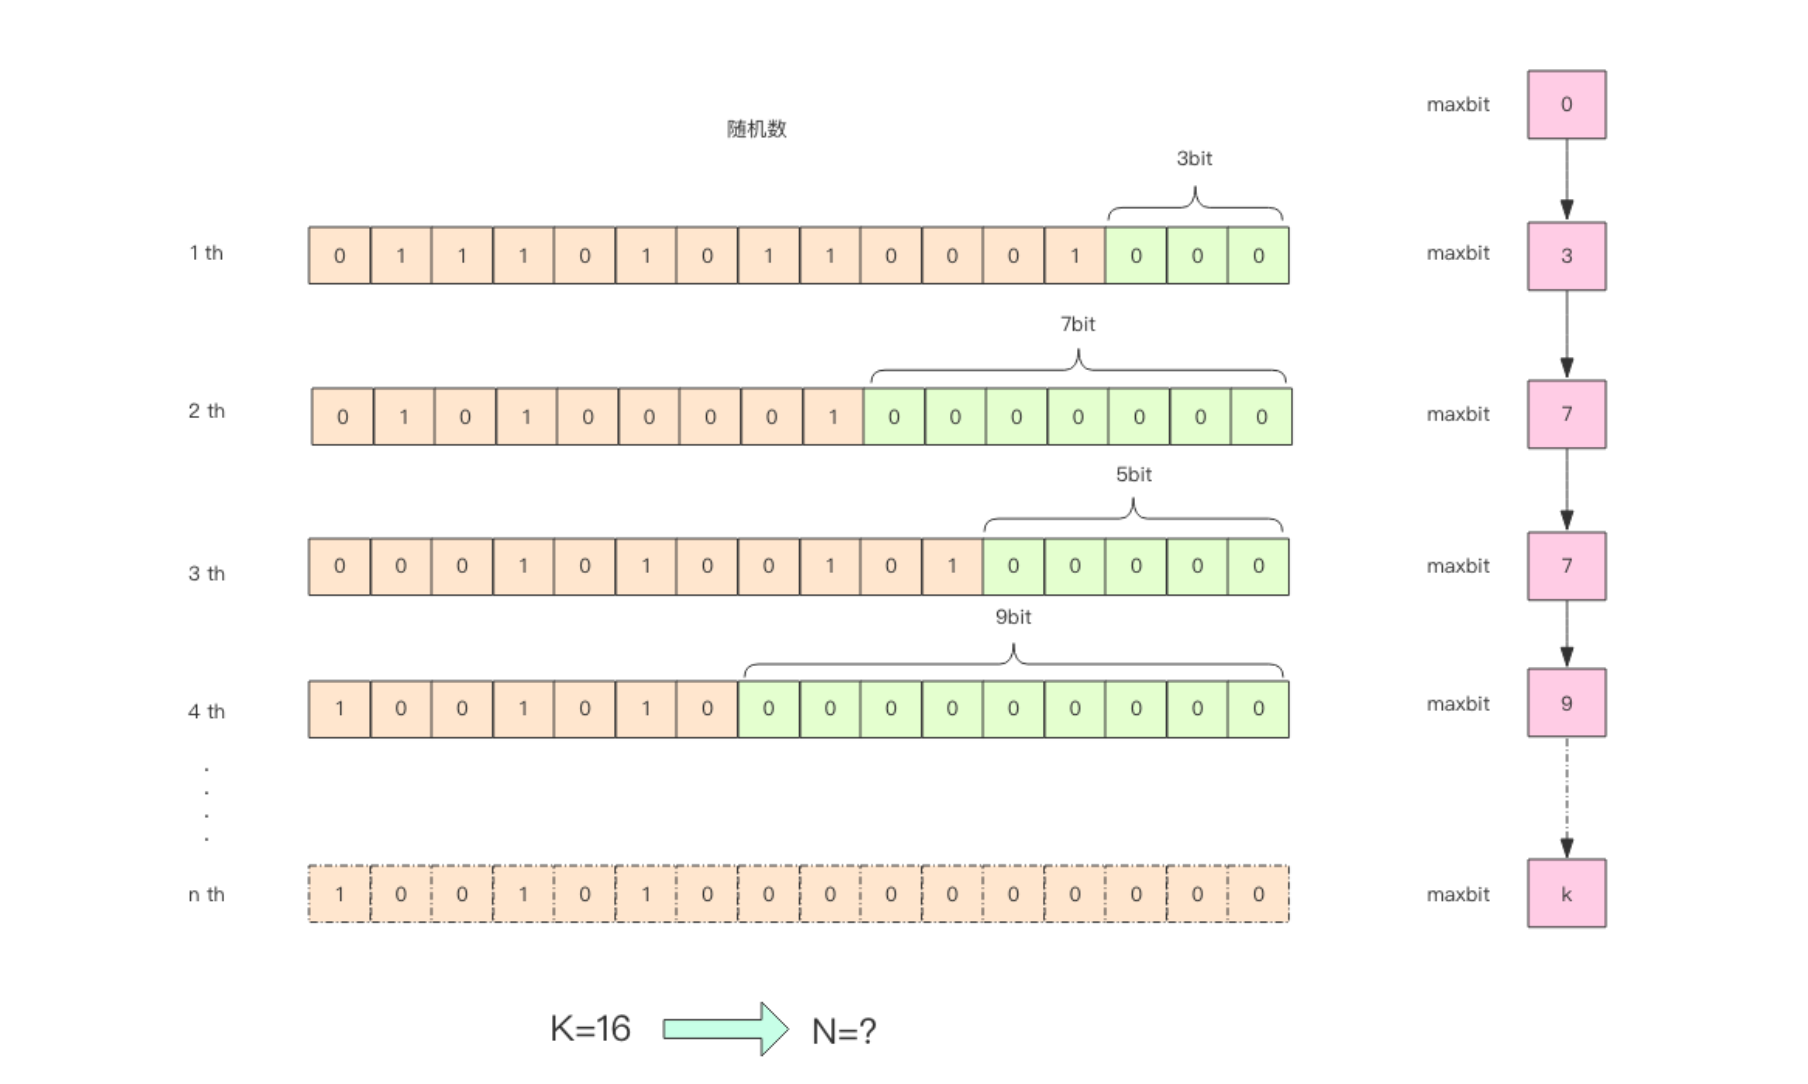 maxbit 0
随机数
3bit
1 th 0 1 1 1 0 1 0 1 1 0 0 0 1 0 0 0 maxbit 3
7bit
2 th 0 1 0 1 0 0 0 0 1 0 0 0 0 0 0 0 maxbit 7
5bit
3 th 0 0 0 1 0 1 0 0 1 0 1 0 0 0 0 0 maxbit 7
9bit
4 th 1 0 0 1 0 1 0 0 0 0 0 0 0 0 0 0 maxbit 9
n th 1 0 0 1 0 1 0 0 0 0 0 0 0 0 0 0 maxbit k
K=16 N=?